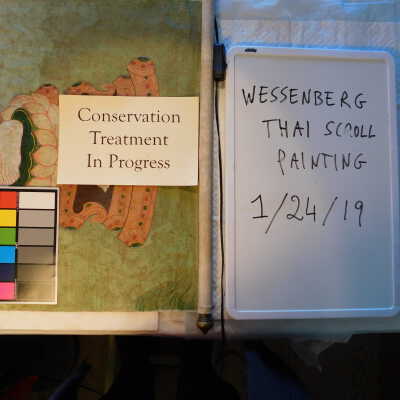 Conservation
Treatment
In Progress
WESSENBERG
THAI SCROLL
PAINTING
1/24/19